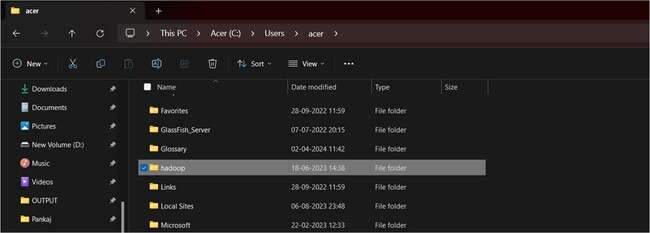 acer
This PC > Acer (C:) > Users > acer >
New Sort View
Name Date modified Type Size
Downloads
Documents
Pictures
New Volume (D:)
Music
Videos
OUTPUT
Pankaj
Favorites 28-09-2022 11:59 File folder
GlassFish_Server 07-07-2022 20:15 File folder
Glossary 02-04-2024 11:42 File folder
hadoop 18-06-2023 14:38 File folder
Links 28-09-2022 11:59 File folder
Local Sites 06-08-2023 23:48 File folder
Microsoft 22-02-2023 12:33 File folder